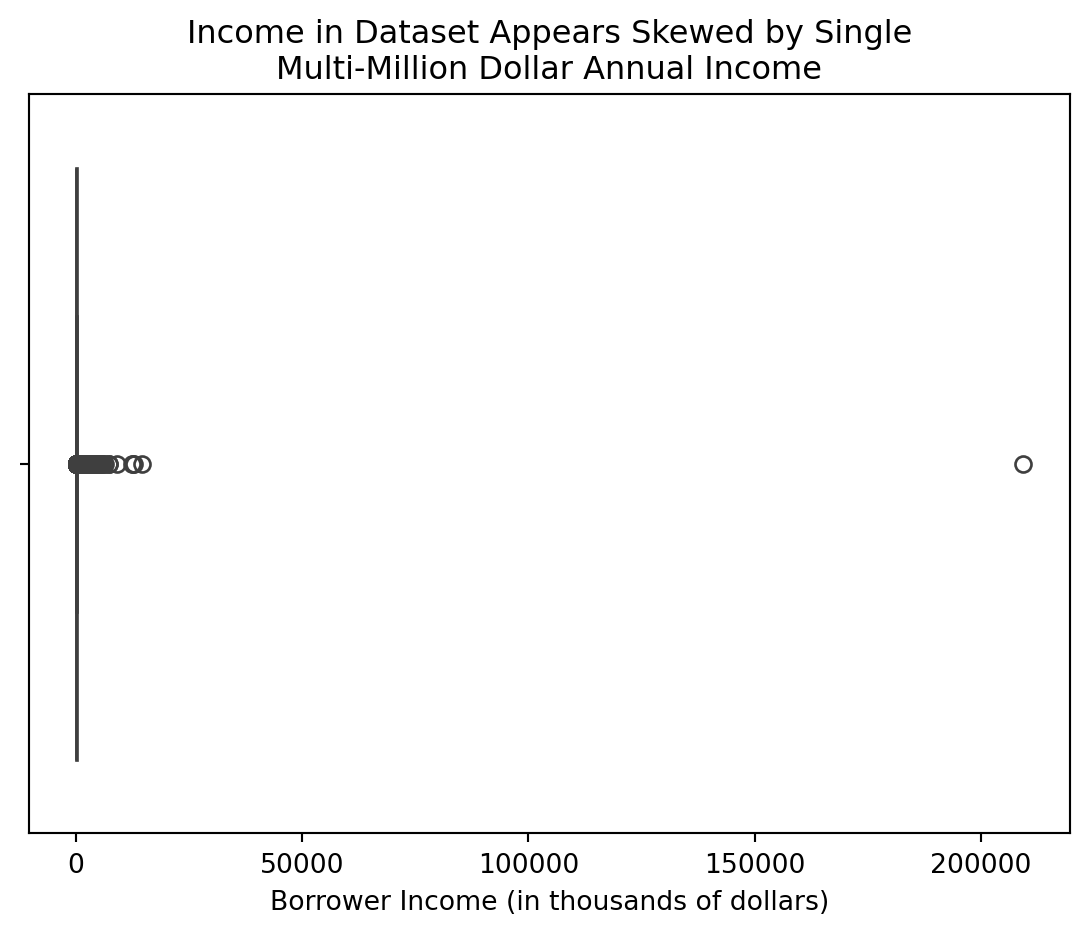 Income in Dataset Appears Skewed by Single
Multi-Million Dollar Annual Income
0 50000 100000 150000 200000
Borrower Income (in thousands of dollars)